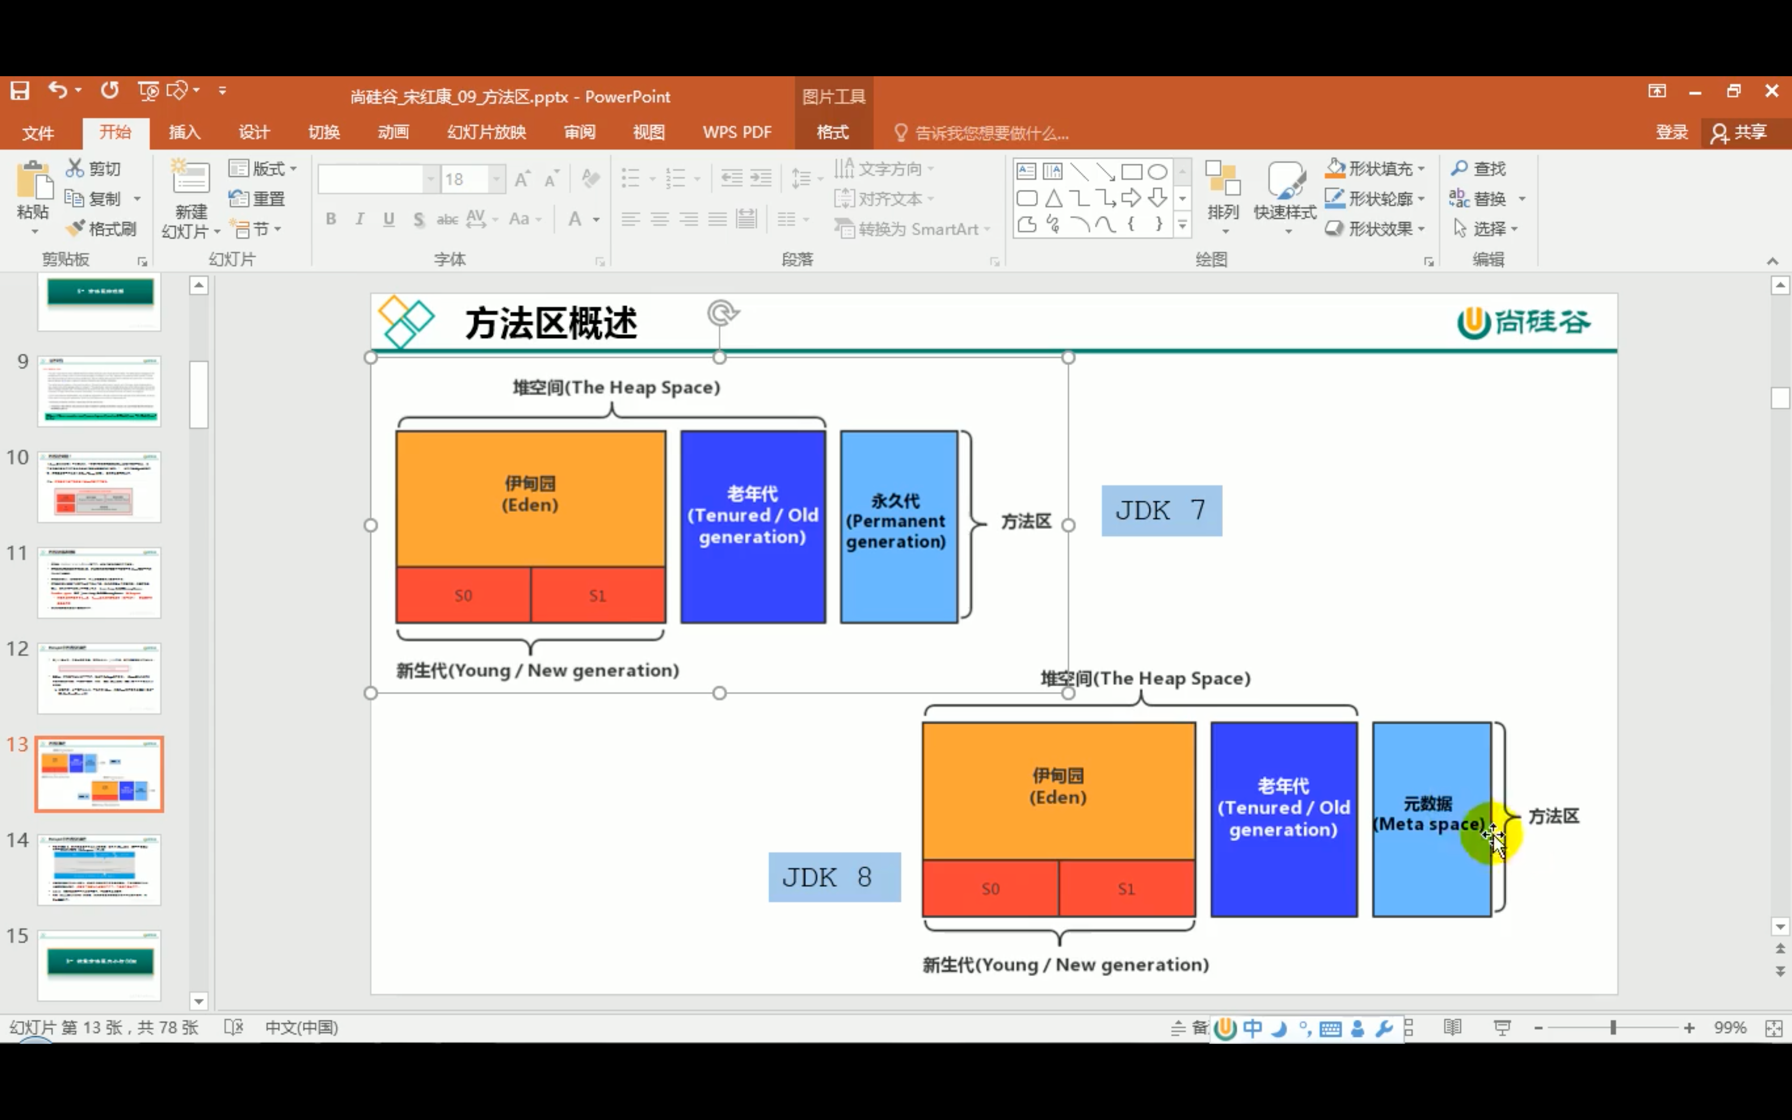 尚硅谷_宋红康_09_方法区.pptx - PowerPoint
图片工具
文件
开始
插入
设计
切换
动画
幻灯片放映
审阅
视图
WPS PDF
格式
告诉我您想要做什么...
登录
共享
粘贴
剪切
复制
格式刷
剪贴板
新建
幻灯片
版式
重置
节
幻灯片
18
B I U S abc AV Aa A
字体
文字方向
对齐文本
转换为 SmartArt
段落
排列
快速样式
形状填充
形状轮廓
形状效果
绘图
查找
替换
选择
编辑
9
10
11
12
13
14
15
方法区概述
尚硅谷
堆空间(The Heap Space)
伊甸园
(Eden)
S0
S1
老年代
(Tenured / Old
generation)
永久代
(Permanent
generation)
方法区
JDK 7
新生代(Young / New generation)
堆空间(The Heap Space)
伊甸园
(Eden)
S0
S1
老年代
(Tenured / Old
generation)
元数据
(Meta space)
方法区
JDK 8
新生代(Young / New generation)
幻灯片 第 13 张，共 78 张
中文(中国)
备
中
99%